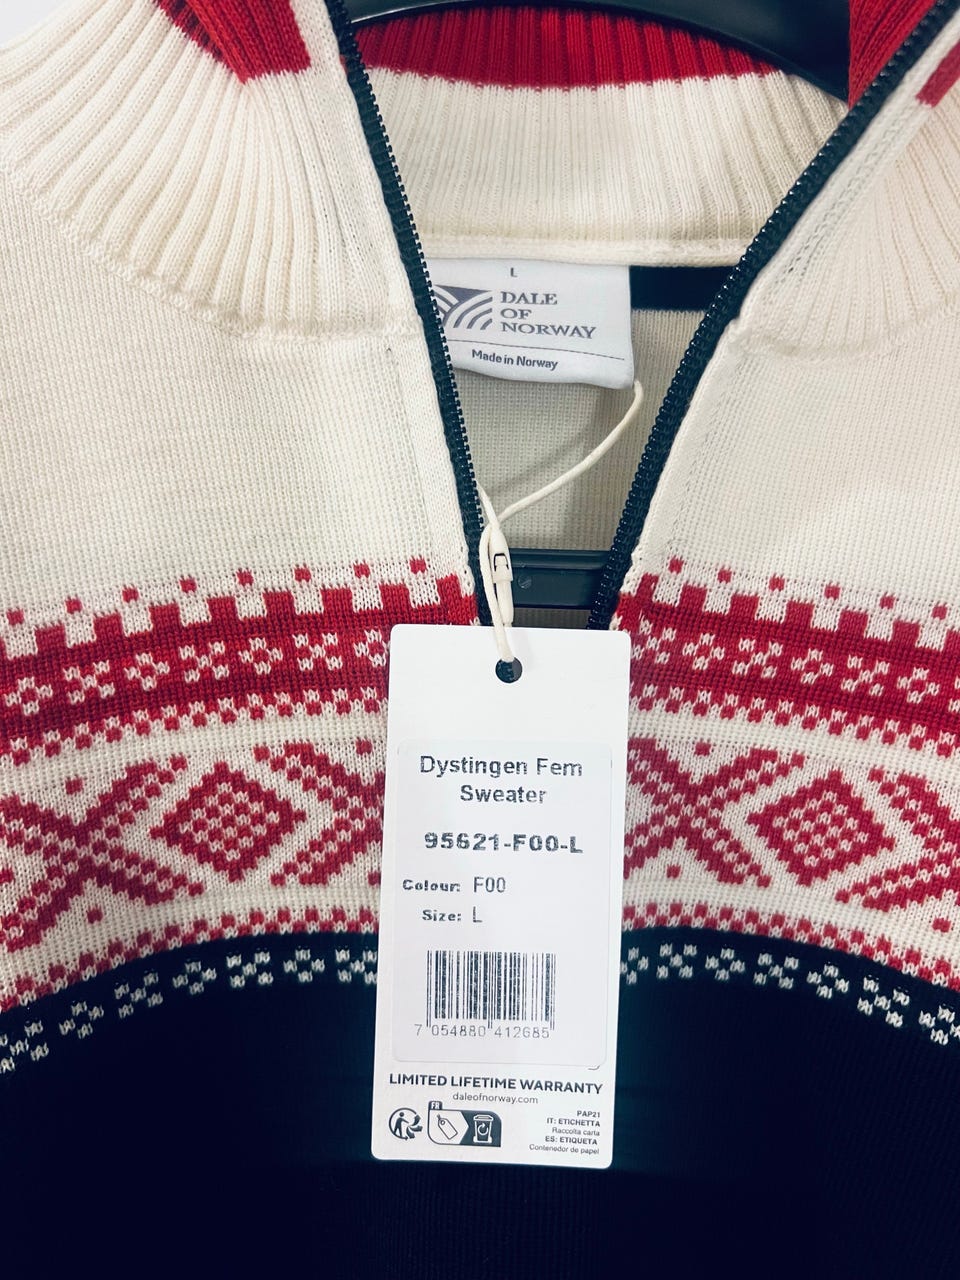 L
DALE
OF
NORWAY
Made in Norway
Dystingen Fem
Sweater
95621-F00-L
Colour: F00
Size: L
7 054880 412685
LIMITED LIFETIME WARRANTY
daleofnorway.com
FR
PAP21
IT: ETICHETTA
Raccolta carta
ES: ETIQUETA
Contenedor de papel